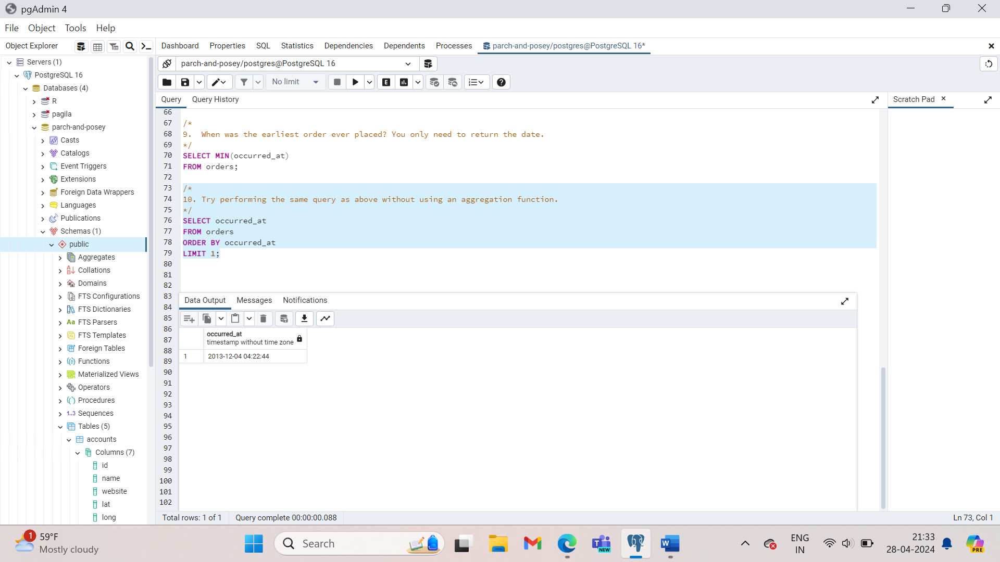 pgAdmin 4
File Object Tools Help
Object Explorer
Dashboard Properties SQL Statistics Dependencies Dependents Processes parch-and-posey/postgres@PostgreSQL 16*
Servers (1)
PostgreSQL 16
Databases (4)
R
pagila
parch-and-posey
Casts
Catalogs
Event Triggers
Extensions
Foreign Data Wrappers
Languages
Publications
Schemas (1)
public
Aggregates
Collations
Domains
FTS Configurations
FTS Dictionaries
Aa FTS Parsers
FTS Templates
Foreign Tables
Functions
Materialized Views
Operators
Procedures
1..3 Sequences
Tables (5)
accounts
Columns (7)
id
name
website
lat
long
parch-and-posey/postgres@PostgreSQL 16
No limit
E
Query Query History
Scratch Pad
66
67 /*
68 9.  When was the earliest order ever placed? You only need to return the date.
69 */
70 SELECT MIN(occurred_at)
71 FROM orders;
72
73 /*
74 10. Try performing the same query as above without using an aggregation function.
75 */
76 SELECT occurred_at
77 FROM orders
78 ORDER BY occurred_at
79 LIMIT 1;
80
81
82
83
84
85
86
87
88
89
90
91
92
93
94
95
96
97
98
99
100
101
102
Data Output Messages Notifications
occurred_at
timestamp without time zone
1 2013-12-04 04:22:44
Total rows: 1 of 1 Query complete 00:00:00.088
Ln 73, Col 1
1
59°F
Mostly cloudy
Search
T
NEW
W
ENG
IN
21:33
28-04-2024
PRE